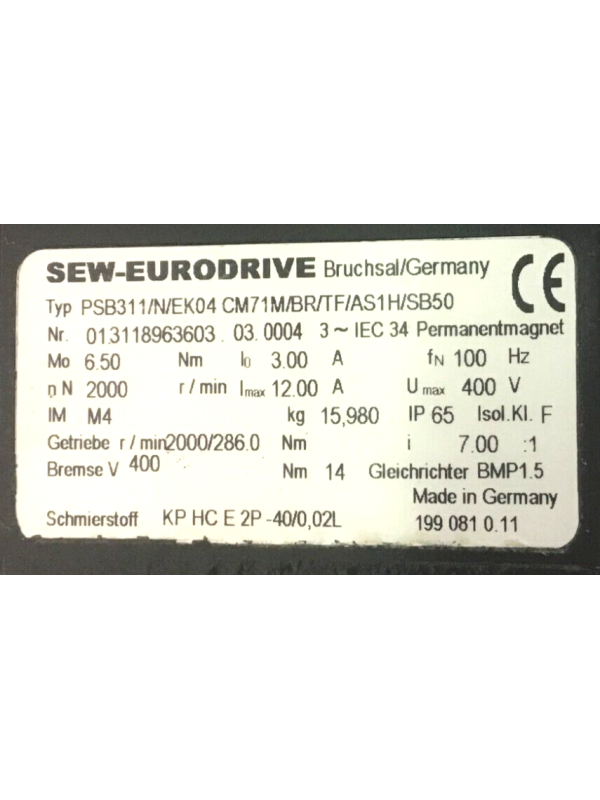 SEW-EURODRIVE Bruchsal/Germany CE
Typ PSB311/N/EK04 CM71M/BR/TF/AS1H/SB50
Nr. 013118963603 . 03. 0004 3~ IEC 34 Permanentmagnet
Mo 6.50 Nm I0 3.00 A fN 100 Hz
nN 2000 r/min Imax 12.00 A Umax 400 V
IM M4 kg 15,980 IP 65 Isol.Kl. F
Getriebe r/min 2000/286.0 Nm i 7.00 :1
Bremse V 400 Nm 14 Gleichrichter BMP1.5
Made in Germany
Schmierstoff KP HC E 2P -40/0,02L 199 081 0.11